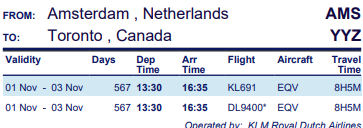 FROM: Amsterdam , Netherlands AMS
TO: Toronto , Canada YYZ
Validity Days Dep Time Arr Time Flight Aircraft Travel Time
01 Nov - 03 Nov 567 13:30 16:35 KL691 EQV 8H5M
01 Nov - 03 Nov 567 13:30 16:35 DL9400* EQV 8H5M
Operated by: KLM Royal Dutch Airlines